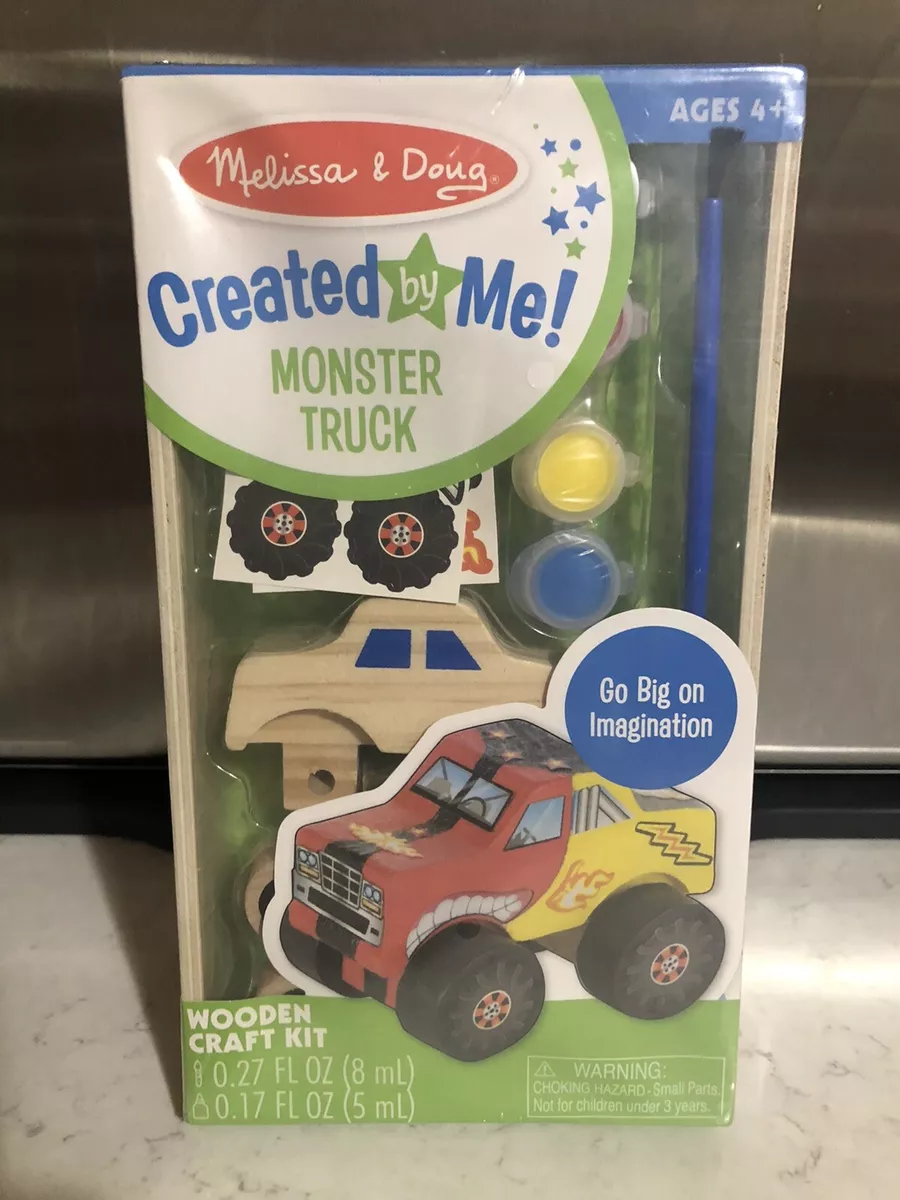 AGES 4+
Melissa & Doug®
Created by Me!
MONSTER
TRUCK
Go Big on
Imagination
WOODEN
CRAFT KIT
0.27 FL OZ (8 mL)
0.17 FL OZ (5 mL)
⚠ WARNING:
CHOKING HAZARD - Small Parts.
Not for children under 3 years.